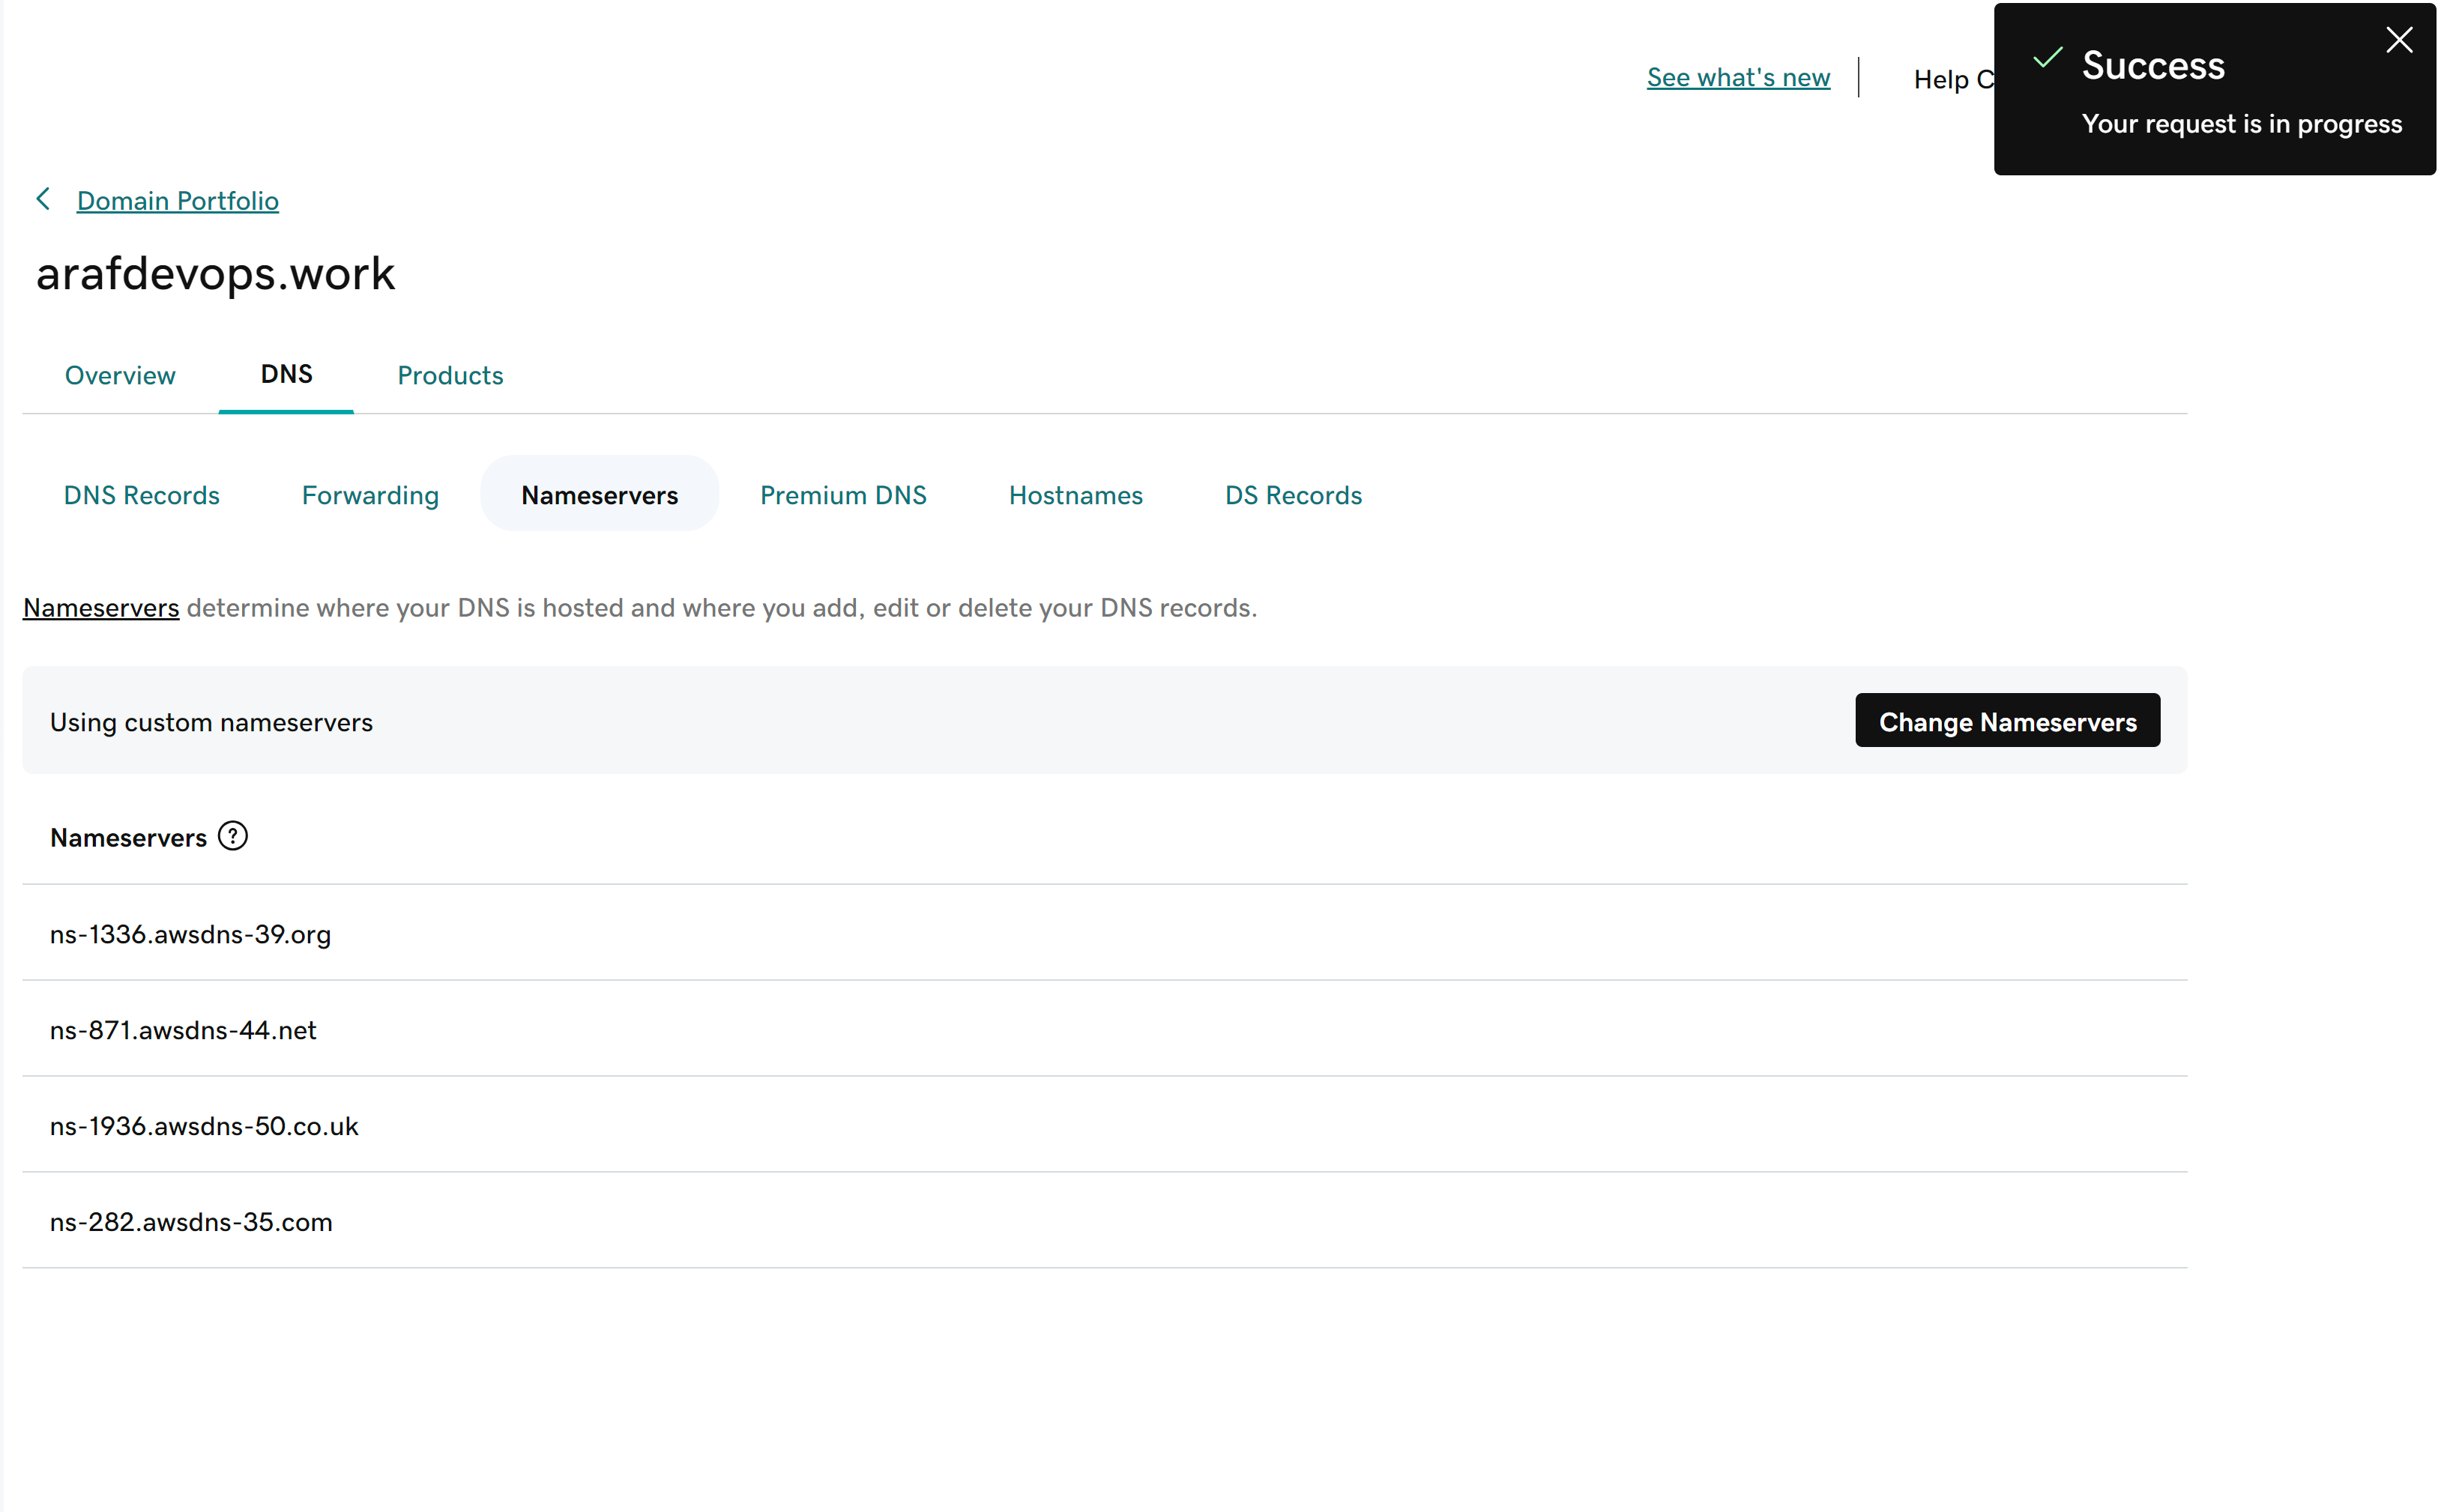 See what's new
Help C
Success
Your request is in progress
Domain Portfolio
arafdevops.work
Overview DNS Products
DNS Records Forwarding Nameservers Premium DNS Hostnames DS Records
Nameservers determine where your DNS is hosted and where you add, edit or delete your DNS records.
Using custom nameservers Change Nameservers
Nameservers ?
ns-1336.awsdns-39.org
ns-871.awsdns-44.net
ns-1936.awsdns-50.co.uk
ns-282.awsdns-35.com